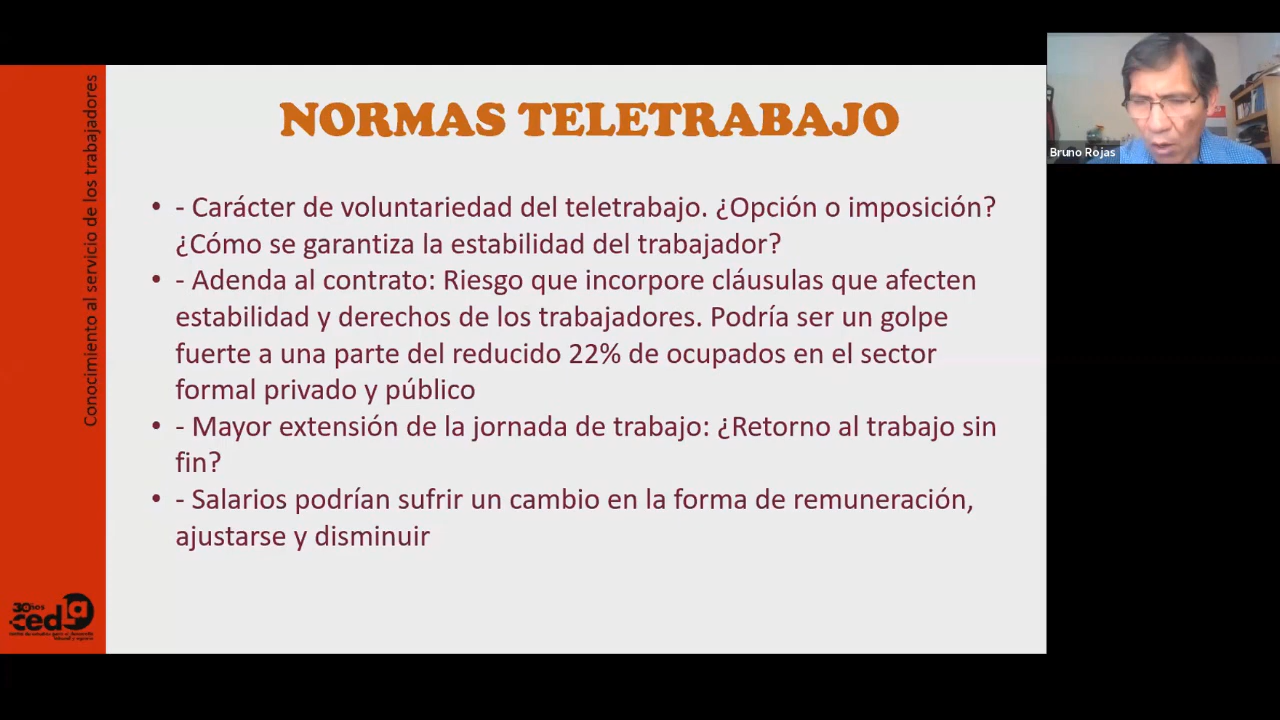 NORMAS TELETRABAJO
• - Carácter de voluntariedad del teletrabajo. ¿Opción o imposición?
¿Cómo se garantiza la estabilidad del trabajador?
• - Adenda al contrato: Riesgo que incorpore cláusulas que afecten
estabilidad y derechos de los trabajadores. Podría ser un golpe
fuerte a una parte del reducido 22% de ocupados en el sector
formal privado y público
• - Mayor extensión de la jornada de trabajo: ¿Retorno al trabajo sin
fin?
• - Salarios podrían sufrir un cambio en la forma de remuneración,
ajustarse y disminuir
Conocimiento al servicio de los trabajadores
30años
cedla
Bruno Rojas